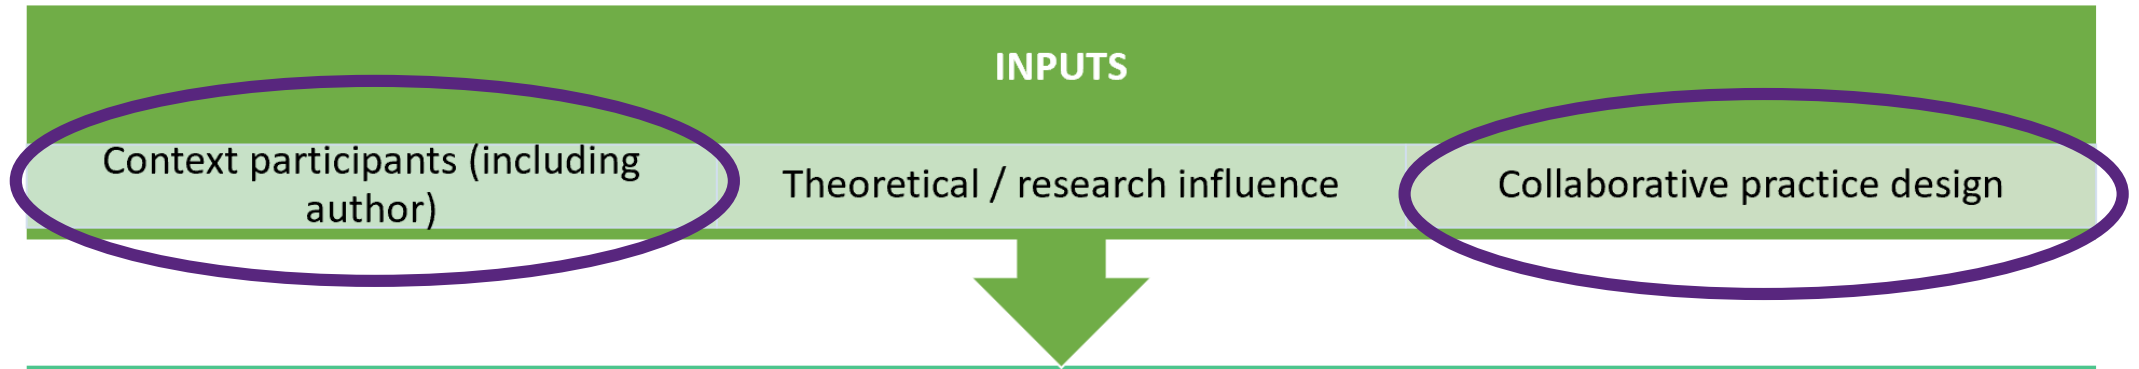 INPUTS
Context participants (including
author)
Theoretical / research influence
Collaborative practice design